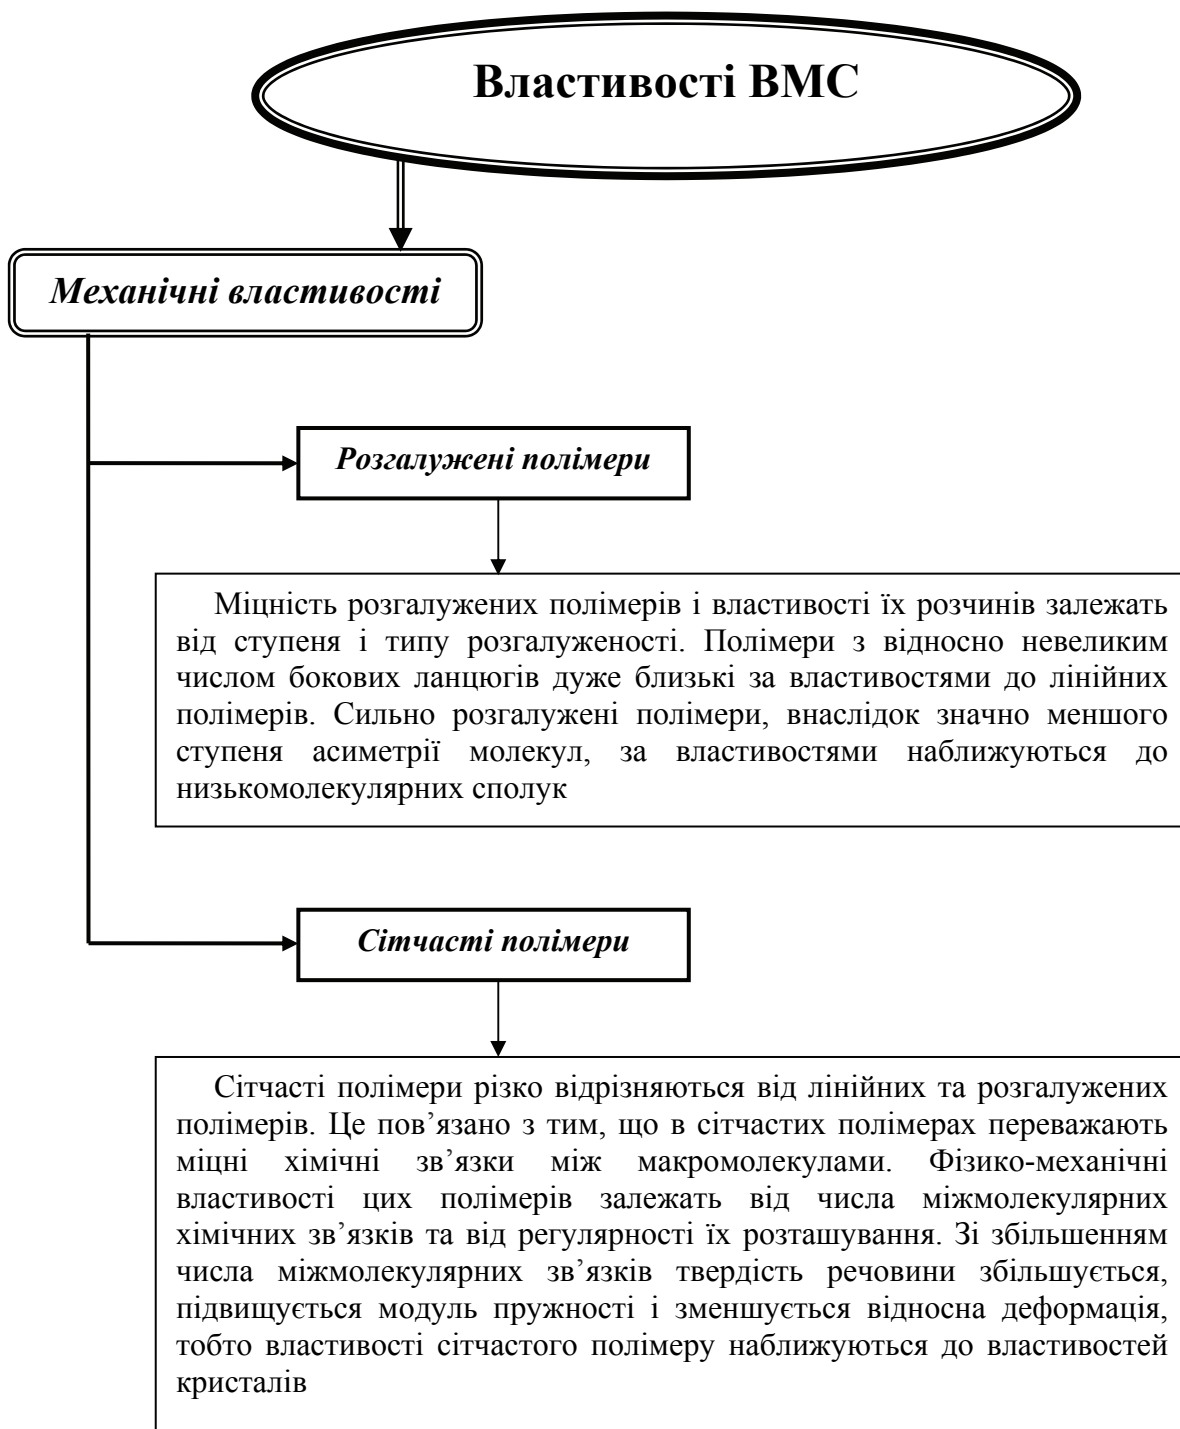 Властивості ВМС
Механічні властивості
Розгалужені полімери
Міцність розгалужених полімерів і властивості їх розчинів залежать
від ступеня і типу розгалуженості. Полімери з відносно невеликим
числом бокових ланцюгів дуже близькі за властивостями до лінійних
полімерів. Сильно розгалужені полімери, внаслідок значно меншого
ступеня асиметрії молекул, за властивостями наближуються до
низькомолекулярних сполук
Сітчасті полімери
Сітчасті полімери різко відрізняються від лінійних та розгалужених
полімерів. Це пов’язано з тим, що в сітчастих полімерах переважають
міцні хімічні зв’язки між макромолекулами. Фізико-механічні
властивості цих полімерів залежать від числа міжмолекулярних
хімічних зв’язків та від регулярності їх розташування. Зі збільшенням
числа міжмолекулярних зв’язків твердість речовини збільшується,
підвищується модуль пружності і зменшується відносна деформація,
тобто властивості сітчастого полімеру наближуються до властивостей
кристалів